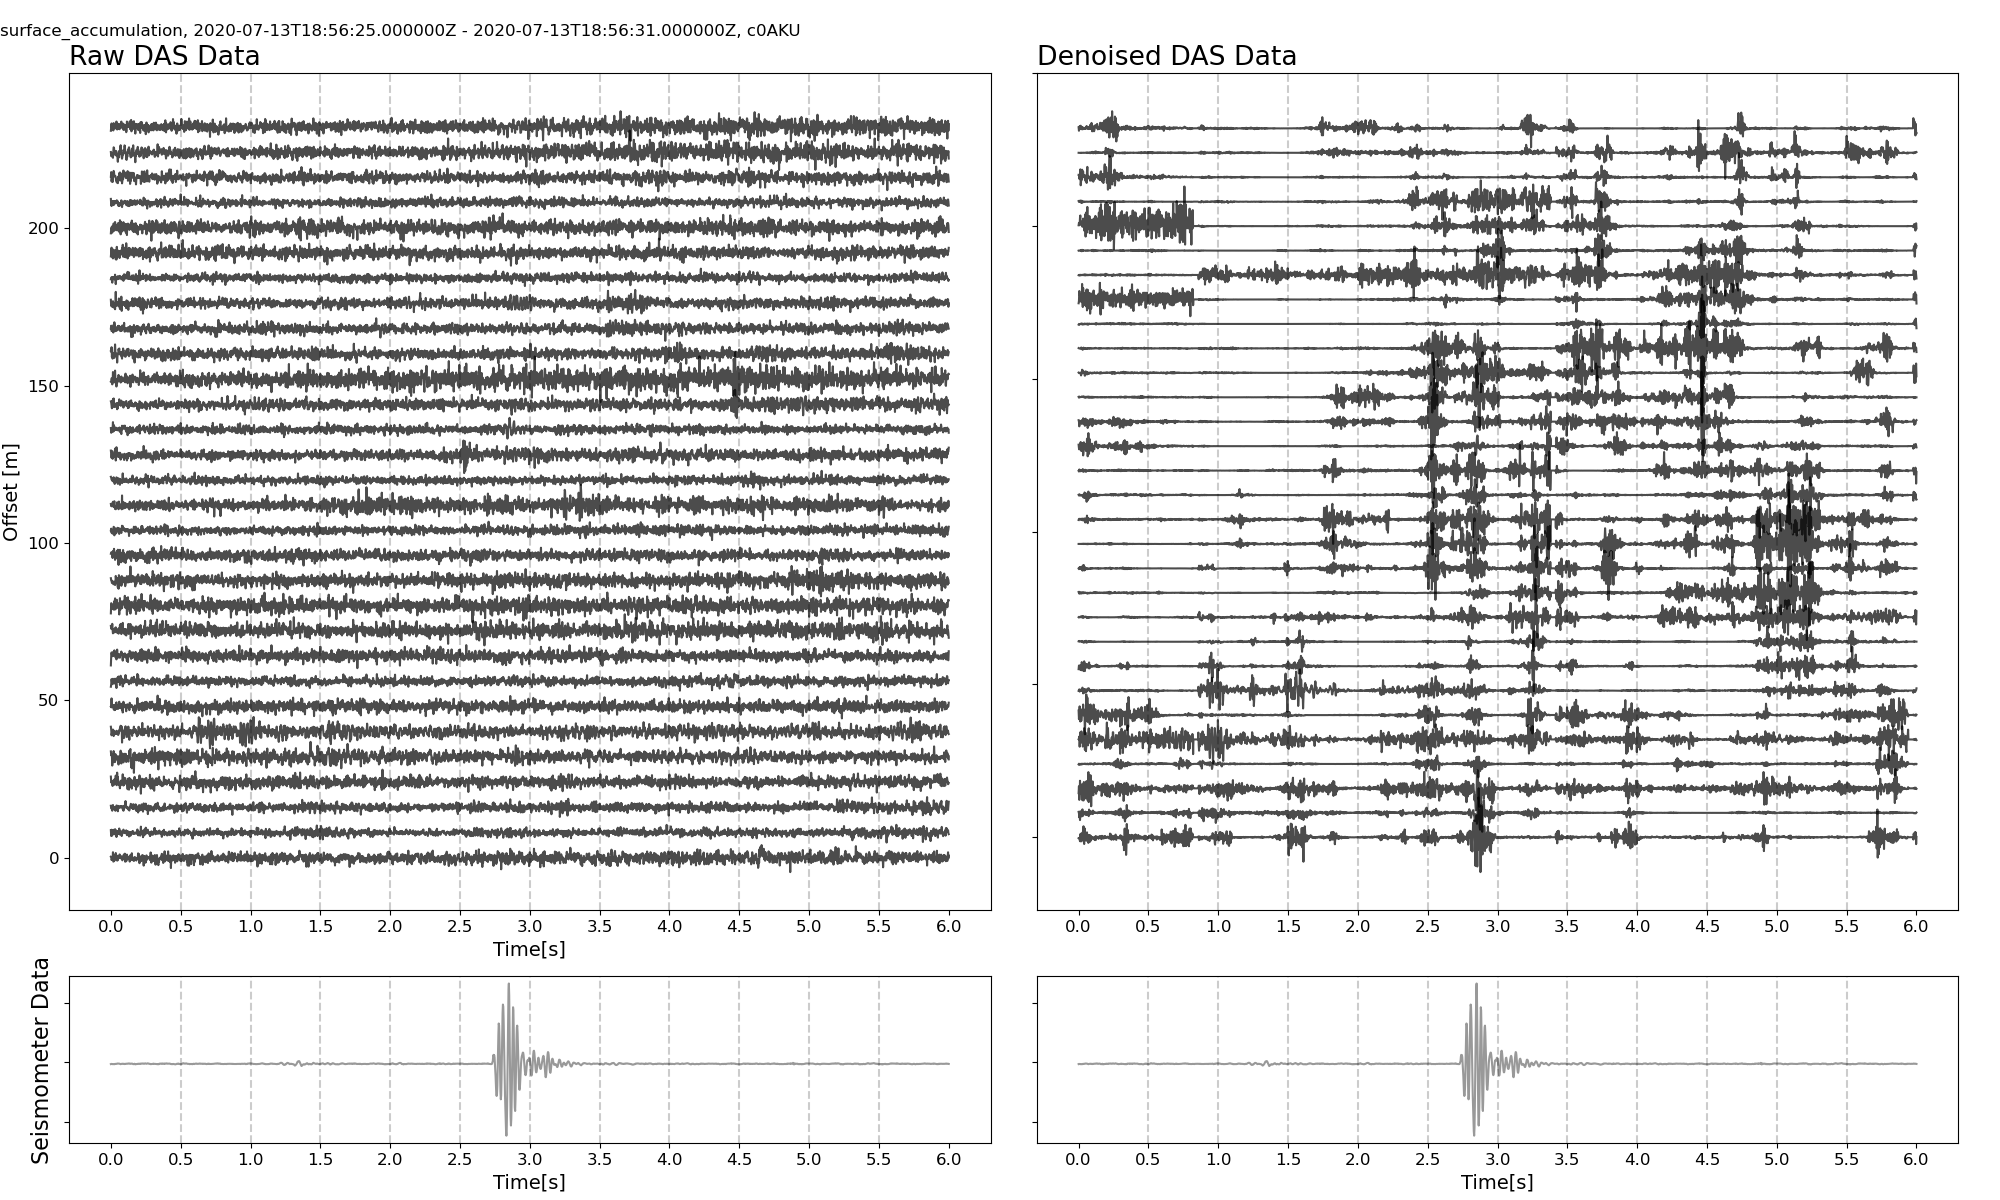 surface_accumulation, 2020-07-13T18:56:25.000000Z - 2020-07-13T18:56:31.000000Z, c0AKU
Raw DAS Data
Denoised DAS Data
Offset [m]
200
150
100
50
0
0.0 0.5 1.0 1.5 2.0 2.5 3.0 3.5 4.0 4.5 5.0 5.5 6.0
Time[s]
0.0 0.5 1.0 1.5 2.0 2.5 3.0 3.5 4.0 4.5 5.0 5.5 6.0
Seismometer Data
0.0 0.5 1.0 1.5 2.0 2.5 3.0 3.5 4.0 4.5 5.0 5.5 6.0
Time[s]
0.0 0.5 1.0 1.5 2.0 2.5 3.0 3.5 4.0 4.5 5.0 5.5 6.0
Time[s]